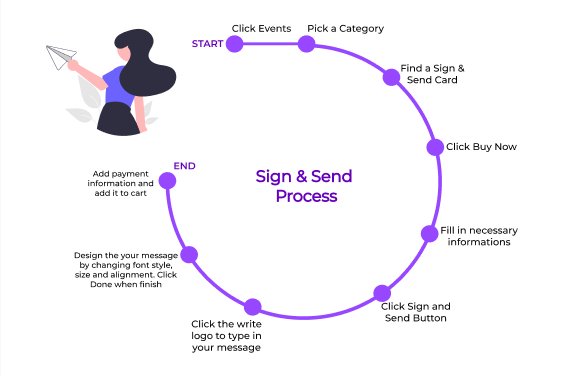 START
Click Events
Pick a Category
Find a Sign &
Send Card
Click Buy Now
Fill in necessary
informations
Click Sign and
Send Button
Click the write
logo to type in
your message
Design the your message
by changing font style,
size and alignment. Click
Done when finish
Add payment
information and
add it to cart
END
Sign & Send
Process